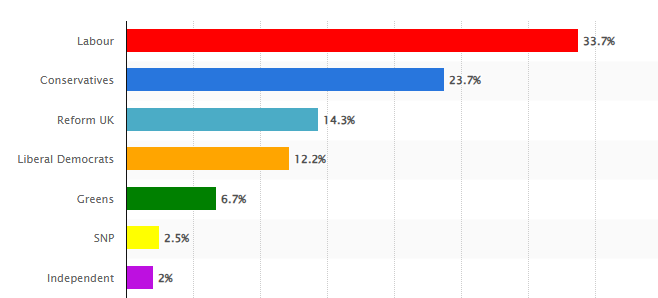 Labour 33.7%
Conservatives 23.7%
Reform UK 14.3%
Liberal Democrats 12.2%
Greens 6.7%
SNP 2.5%
Independent 2%